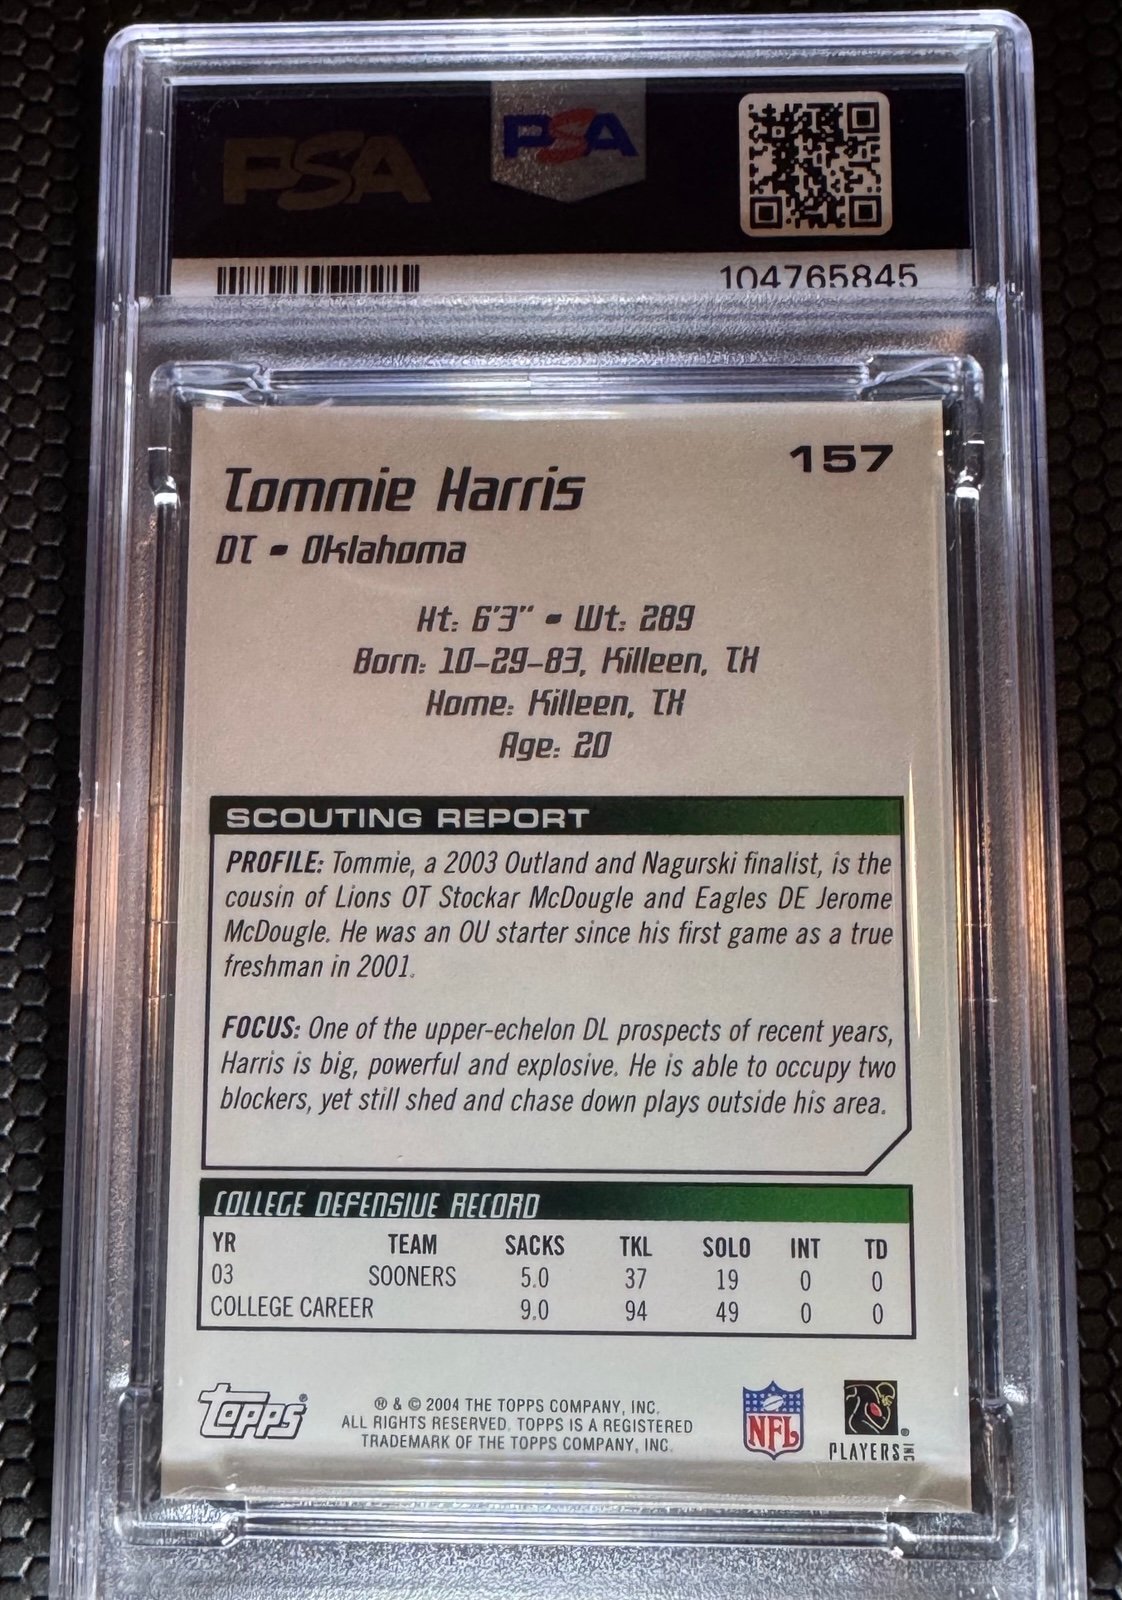 PSA
PSA
104765845
157
Tommie Harris
DT - Oklahoma
Ht: 6'3" - Wt: 289
Born: 10-29-83, Killeen, TX
Home: Killeen, TX
Age: 20
SCOUTING REPORT
PROFILE: Tommie, a 2003 Outland and Nagurski finalist, is the
cousin of Lions OT Stockar McDougle and Eagles DE Jerome
McDougle. He was an OU starter since his first game as a true
freshman in 2001.
FOCUS: One of the upper-echelon DL prospects of recent years,
Harris is big, powerful and explosive. He is able to occupy two
blockers, yet still shed and chase down plays outside his area.
COLLEGE DEFENSIVE RECORD
YR TEAM SACKS TKL SOLO INT TD
03 SOONERS 5.0 37 19 0 0
COLLEGE CAREER 9.0 94 49 0 0
Topps®
® & © 2004 THE TOPPS COMPANY, INC.
ALL RIGHTS RESERVED. TOPPS IS A REGISTERED
TRADEMARK OF THE TOPPS COMPANY, INC.
NFL
PLAYERS INC ®